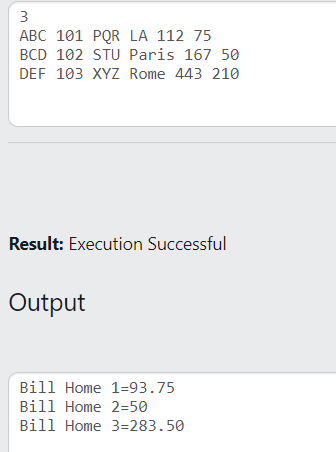 3
ABC 101 PQR LA 112 75
BCD 102 STU Paris 167 50
DEF 103 XYZ Rome 443 210
Result: Execution Successful
Output
Bill Home 1=93.75
Bill Home 2=50
Bill Home 3=283.50